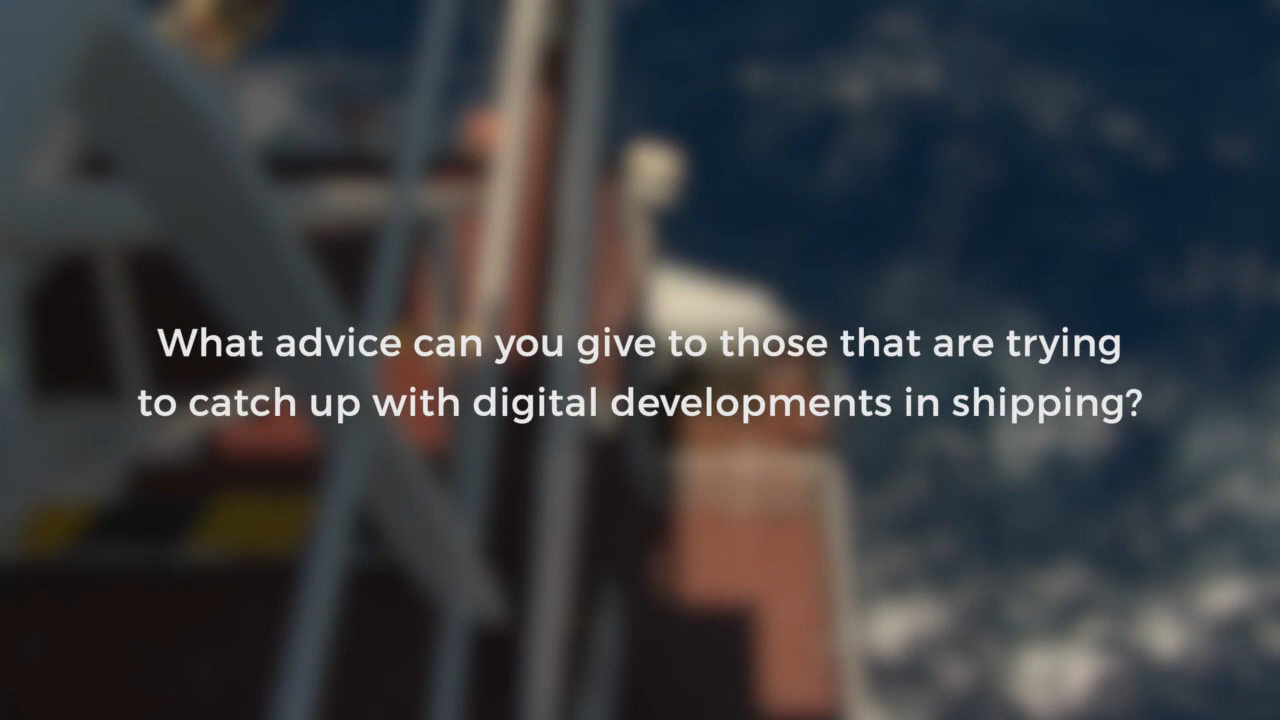 What advice can you give to those that are trying
to catch up with digital developments in shipping?